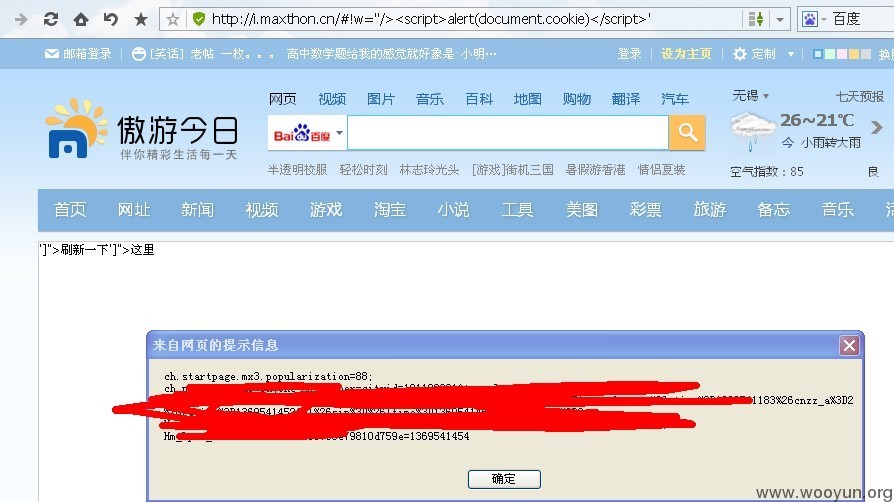 http://i.maxthon.cn/#!w="/><script>alert(document.cookie)</script>'
百度
邮箱登录 [笑话] 老帖 一枚。。。 高中数学题给我的感觉就好象是:小明… 登录 设为主页 定制
网页 视频 图片 音乐 百科 地图 购物 翻译 汽车
无锡 七天预报
傲游今日
伴你精彩生活每一天
Bai百度
26~21℃
今 小雨转大雨
半透明校服 轻松时刻 林志玲光头 [游戏]街机三国 暑假游香港 情侣夏装
空气指数：85 良
首页 网址 新闻 视频 游戏 淘宝 小说 工具 美图 彩票 旅游 备忘 音乐
']">刷新一下']">这里
来自网页的提示信息
ch.startpage.mx3.popularization=88;
1183%26cnzz_a%3D2
9810d759e=1369541454
确定
www.wooyun.org